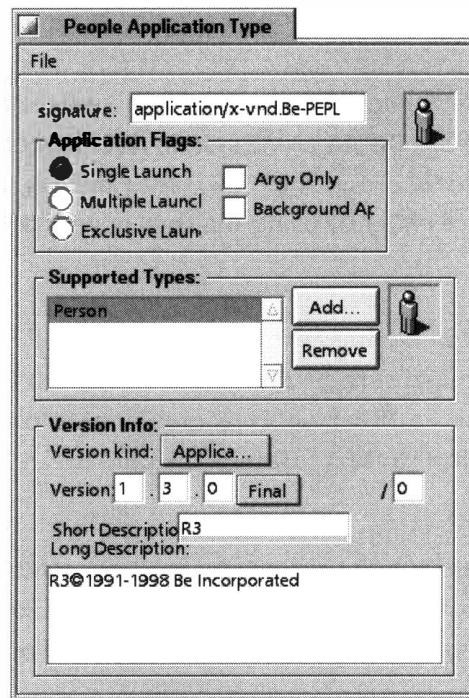 People Application Type
File
signature: application/x-vnd.Be-PEPL
Application Flags:
Single Launch
Argv Only
Multiple Launcl
Background Ap
Exclusive Laun
Supported Types:
Person
Add...
Remove
Version Info:
Version kind: Applica...
Version: 1 . 3 . 0 Final / 0
Short Descriptio R3
Long Description:
R3©1991-1998 Be Incorporated